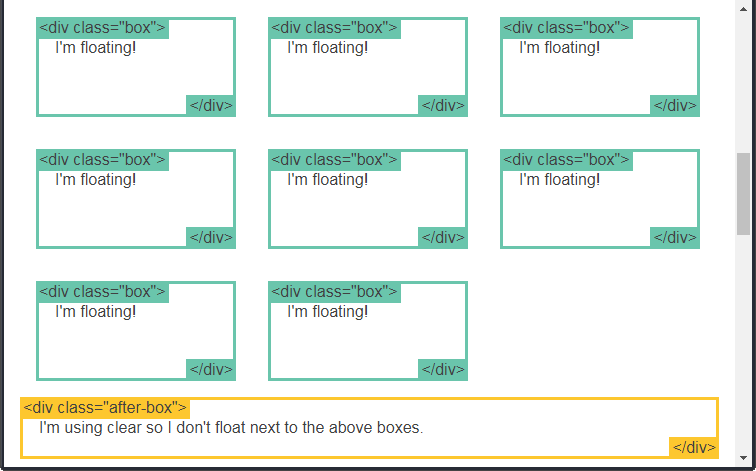 <div class="box"> <div class="box"> <div class="box">
I'm floating! I'm floating! I'm floating!
</div> </div> </div>
<div class="box"> <div class="box"> <div class="box">
I'm floating! I'm floating! I'm floating!
</div> </div> </div>
<div class="box"> <div class="box">
I'm floating! I'm floating!
</div> </div>
<div class="after-box">
I'm using clear so I don't float next to the above boxes.
</div>